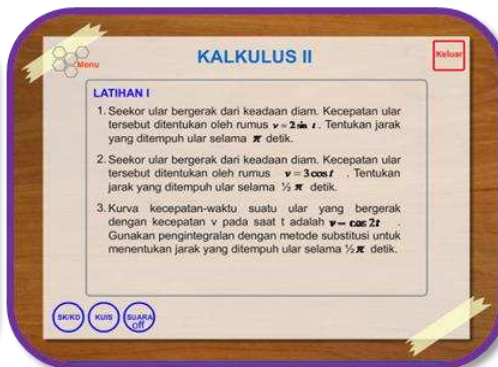 KALKULUS II
Menu
Keluar
LATIHAN I
1. Seekor ular bergerak dari keadaan diam. Kecepatan ular
tersebut ditentukan oleh rumus v = 2 sin t . Tentukan jarak
yang ditempuh ular selama π detik.
2. Seekor ular bergerak dari keadaan diam. Kecepatan ular
tersebut ditentukan oleh rumus v = 3 cos t . Tentukan
jarak yang ditempuh ular selama ½ π detik.
3. Kurva kecepatan-waktu suatu ular yang bergerak
dengan kecepatan v pada saat t adalah v = cos 2t .
Gunakan pengintegralan dengan metode substitusi untuk
menentukan jarak yang ditempuh ular selama ½ π detik.
SK/KD
KUIS
SUARA
off